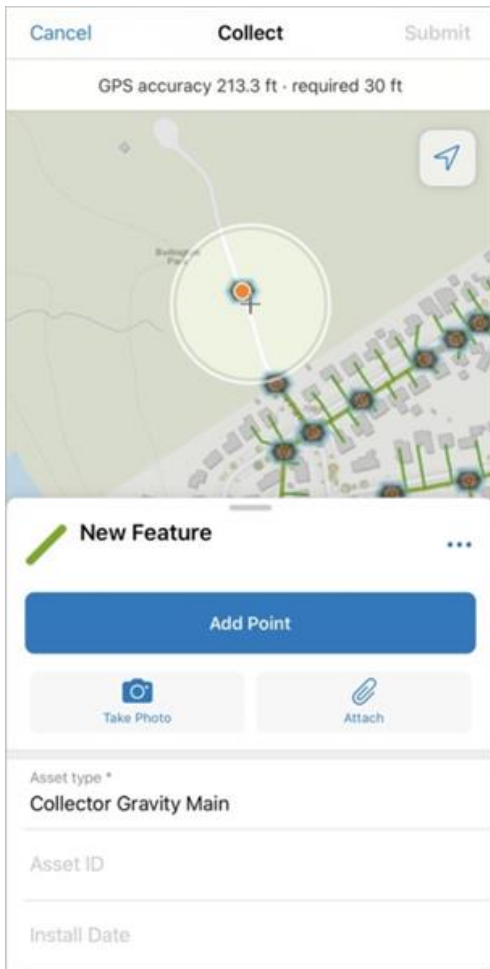 Cancel
Collect
Submit
GPS accuracy 213.3 ft · required 30 ft
Park
New Feature
Add Point
Take Photo
Attach
Asset type *
Collector Gravity Main
Asset ID
Install Date